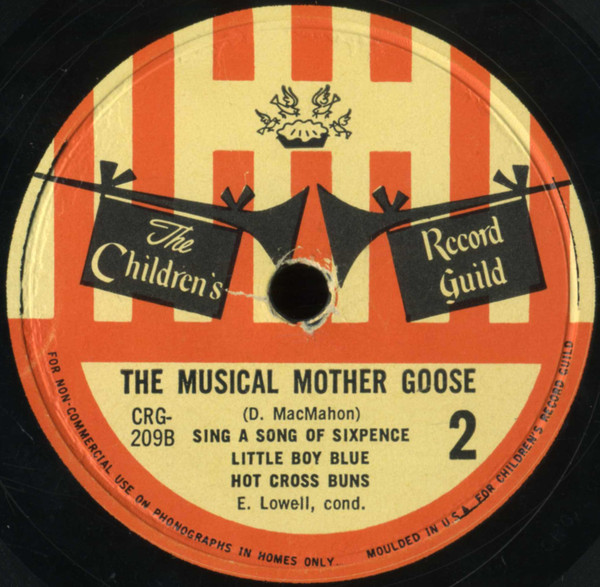 The
Children's
Record
Guild
THE MUSICAL MOTHER GOOSE
CRG-
209B
(D. MacMahon)
SING A SONG OF SIXPENCE
LITTLE BOY BLUE
HOT CROSS BUNS
E. Lowell, cond.
2
FOR NON-COMMERCIAL USE ON PHONOGRAPHS IN HOMES ONLY. MOULDED IN U.S.A. FOR CHILDREN'S RECORD GUILD